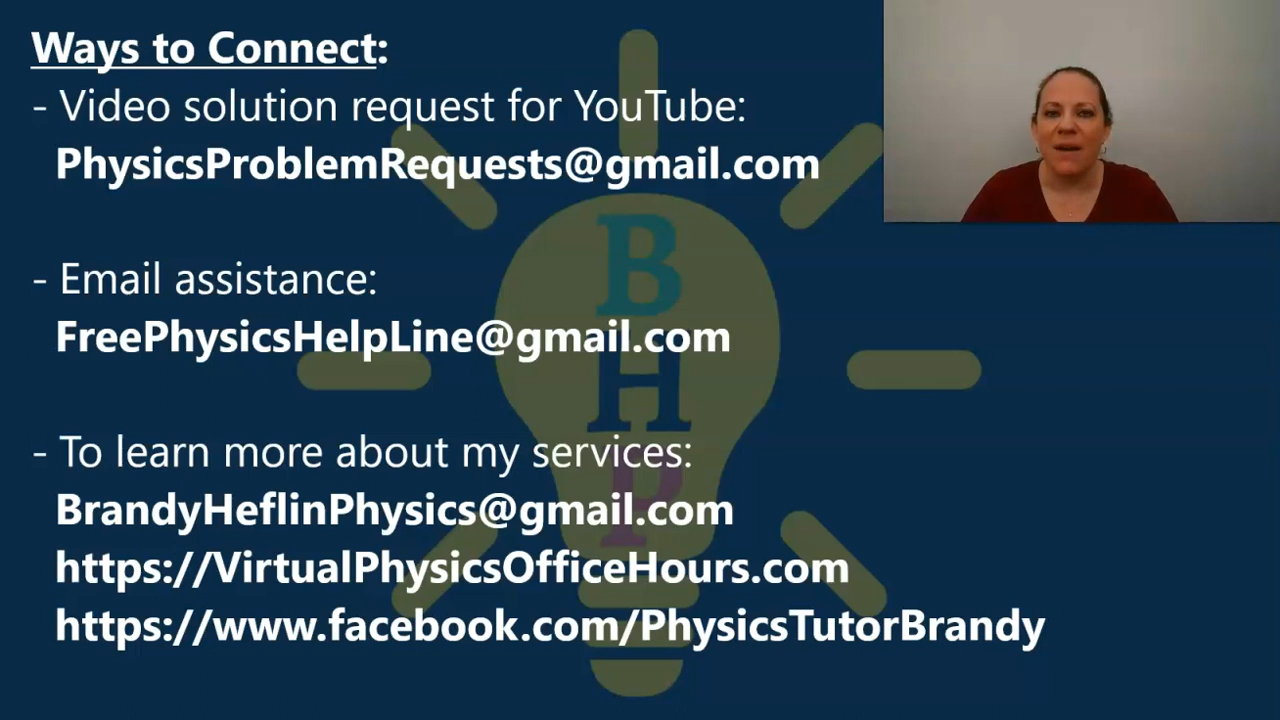 Ways to Connect:
- Video solution request for YouTube:
PhysicsProblemRequests@gmail.com
- Email assistance:
FreePhysicsHelpLine@gmail.com
- To learn more about my services:
BrandyHeflinPhysics@gmail.com
https://VirtualPhysicsOfficeHours.com
https://www.facebook.com/PhysicsTutorBrandy
B
H
P